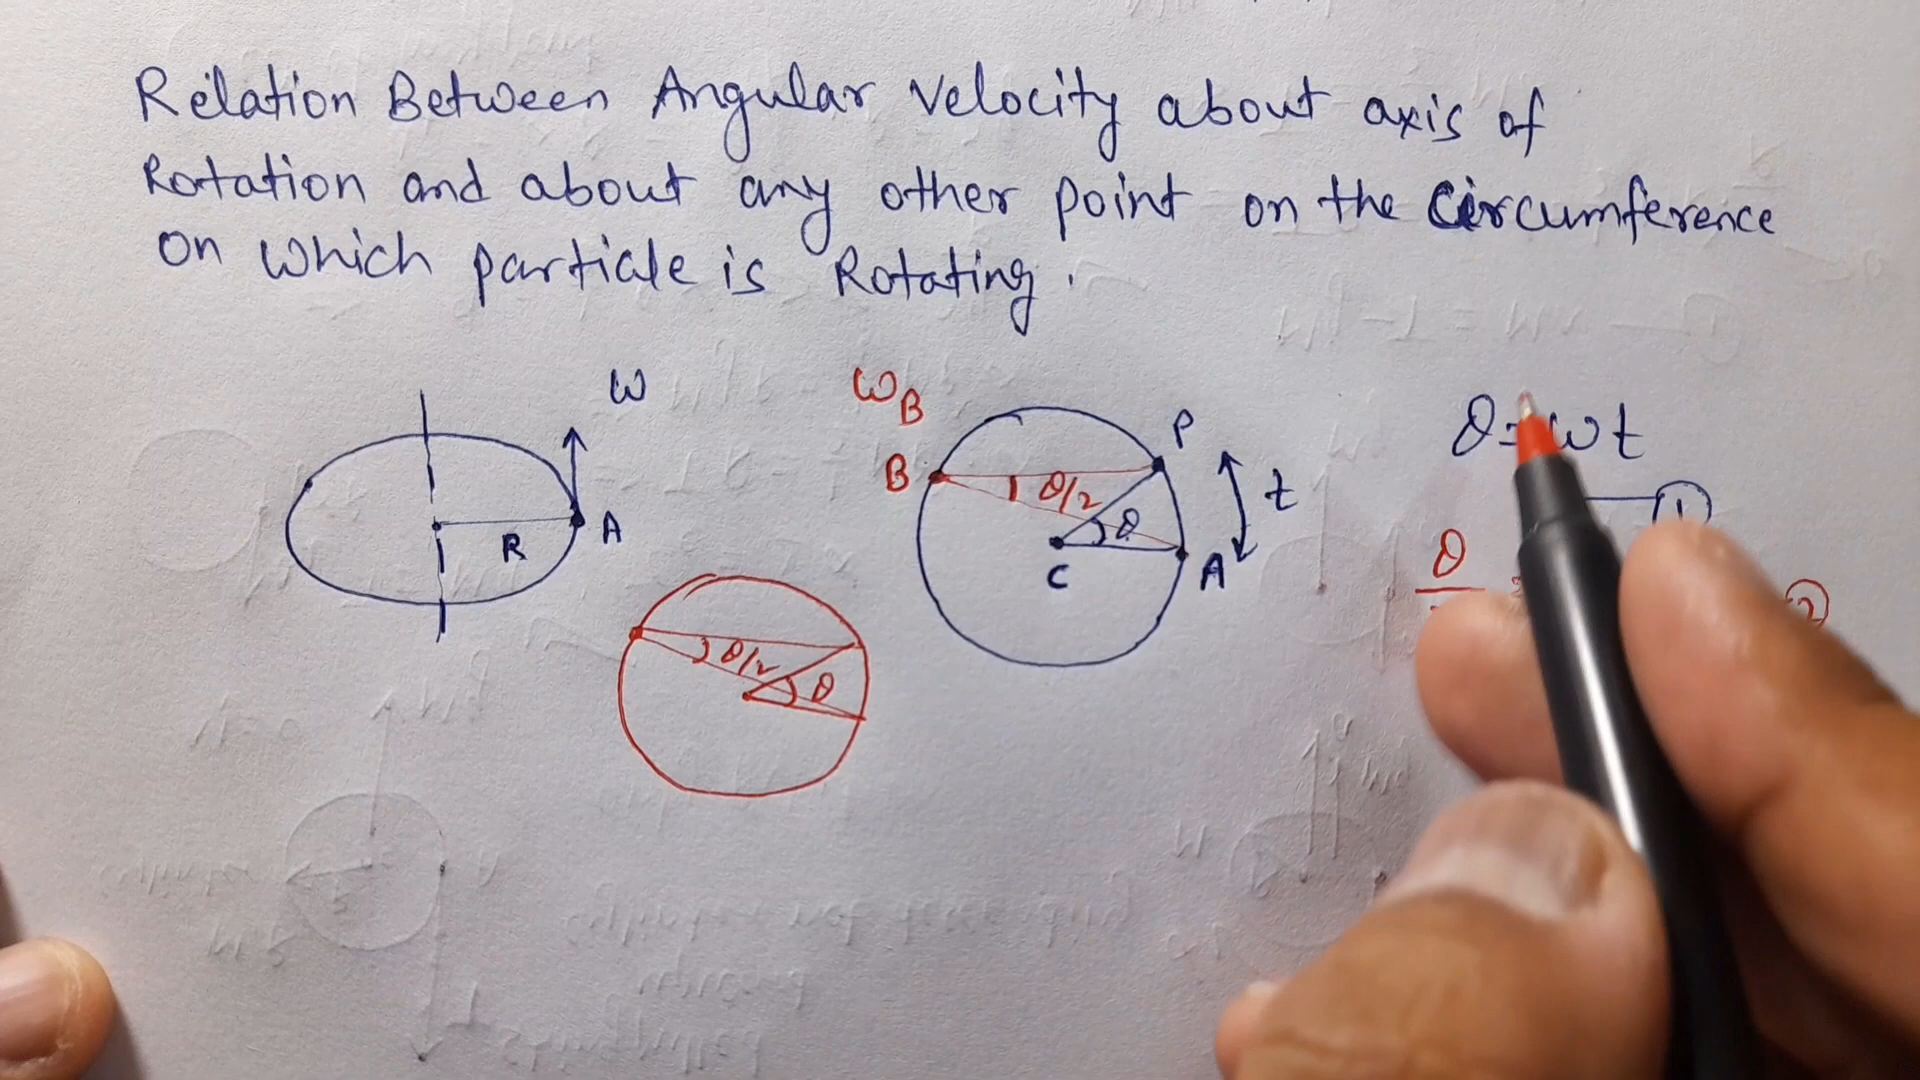 Relation Between Angular Velocity about axis of
Rotation and about any other point on the Circumference
on which particle is Rotating.
ω
R
A
ω_B
B
P
θ/2
θ
C
A
t
θ/2
θ
θ = ωt
1
θ
2